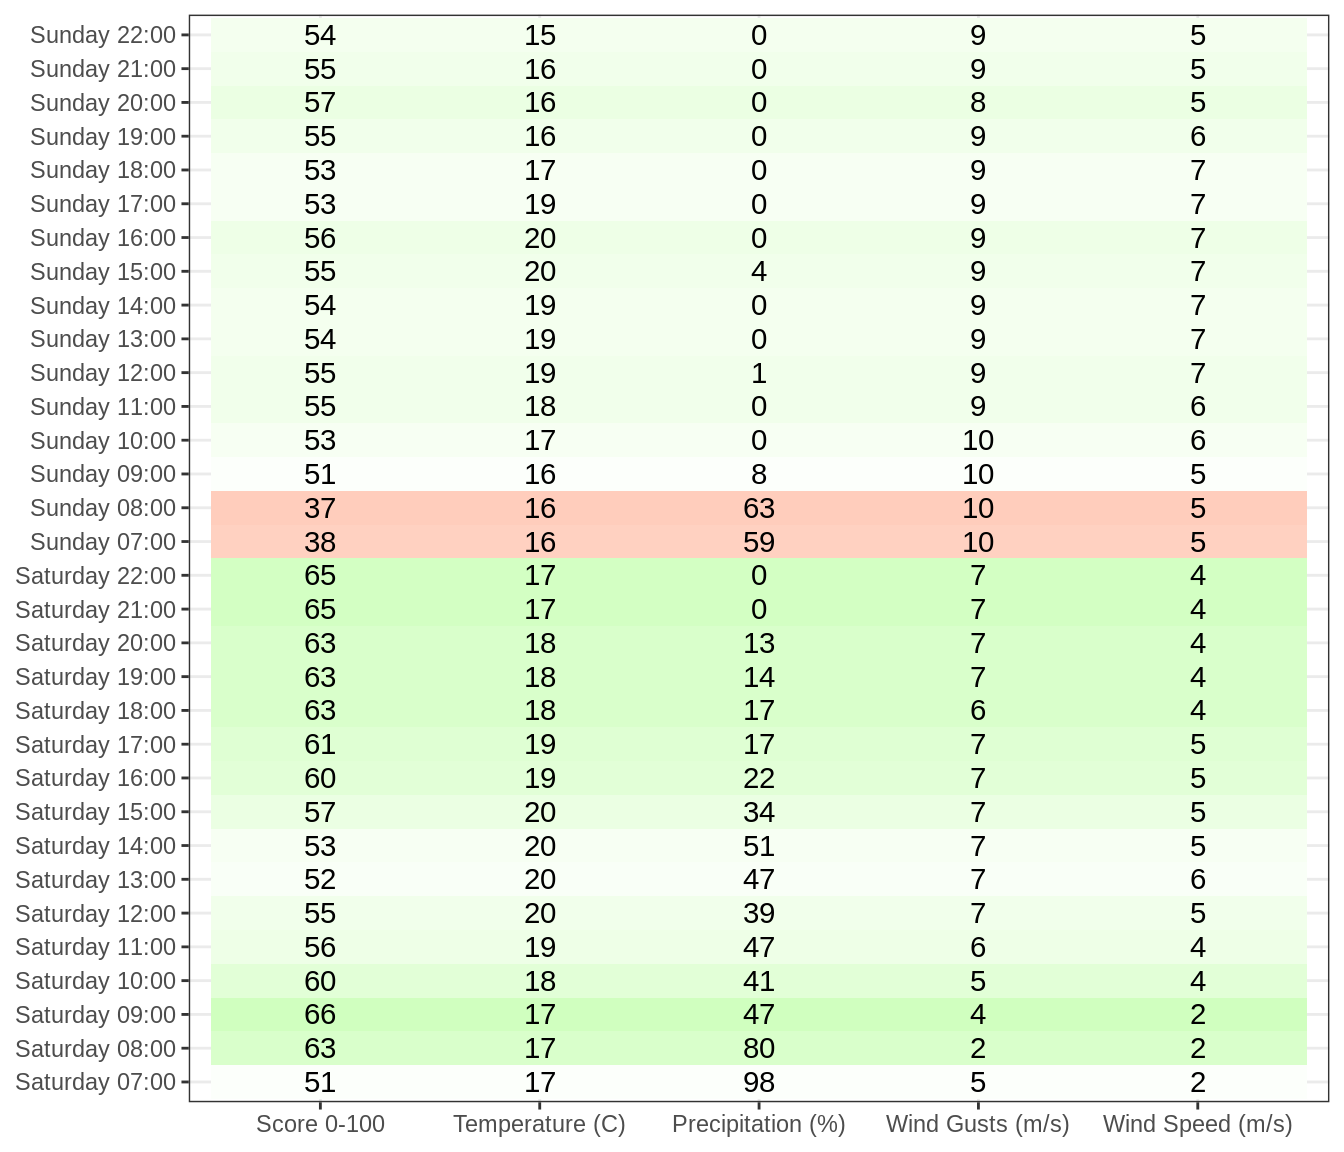 Sunday 22:00 54 15 0 9 5
Sunday 21:00 55 16 0 9 5
Sunday 20:00 57 16 0 8 5
Sunday 19:00 55 16 0 9 6
Sunday 18:00 53 17 0 9 7
Sunday 17:00 53 19 0 9 7
Sunday 16:00 56 20 0 9 7
Sunday 15:00 55 20 4 9 7
Sunday 14:00 54 19 0 9 7
Sunday 13:00 54 19 0 9 7
Sunday 12:00 55 19 1 9 7
Sunday 11:00 55 18 0 9 6
Sunday 10:00 53 17 0 10 6
Sunday 09:00 51 16 8 10 5
Sunday 08:00 37 16 63 10 5
Sunday 07:00 38 16 59 10 5
Saturday 22:00 65 17 0 7 4
Saturday 21:00 65 17 0 7 4
Saturday 20:00 63 18 13 7 4
Saturday 19:00 63 18 14 7 4
Saturday 18:00 63 18 17 6 4
Saturday 17:00 61 19 17 7 5
Saturday 16:00 60 19 22 7 5
Saturday 15:00 57 20 34 7 5
Saturday 14:00 53 20 51 7 5
Saturday 13:00 52 20 47 7 6
Saturday 12:00 55 20 39 7 5
Saturday 11:00 56 19 47 6 4
Saturday 10:00 60 18 41 5 4
Saturday 09:00 66 17 47 4 2
Saturday 08:00 63 17 80 2 2
Saturday 07:00 51 17 98 5 2
Score 0-100 Temperature (C) Precipitation (%) Wind Gusts (m/s) Wind Speed (m/s)